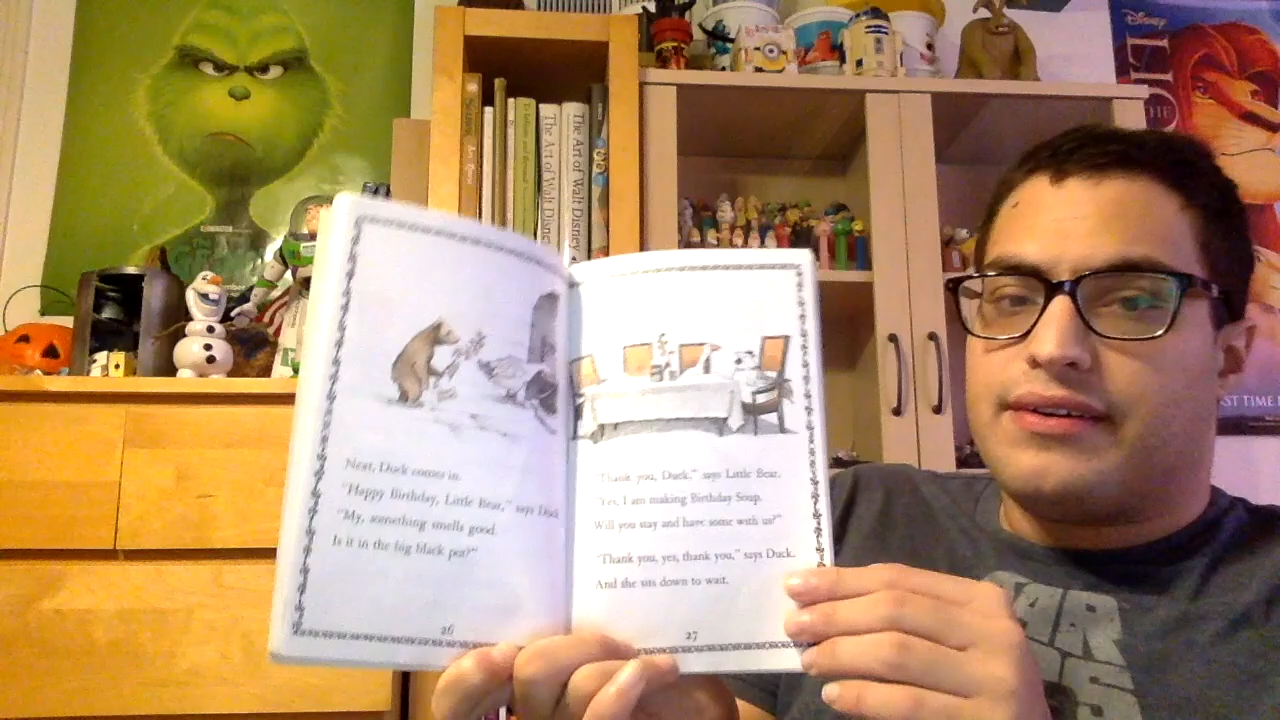 Next, Duck comes in.
"Happy Birthday, Little Bear," says Duck
"My, something smells good.
Is it in the big black pot?"
26
"Thank you, Duck," says Little Bear.
"Yes, I am making Birthday Soup.
Will you stay and have some with us?"
"Thank you, yes, thank you," says Duck.
And she sits down to wait.
27
The Art of Walt Disney
The Art of Walt Disney
Disney
THE
LIO